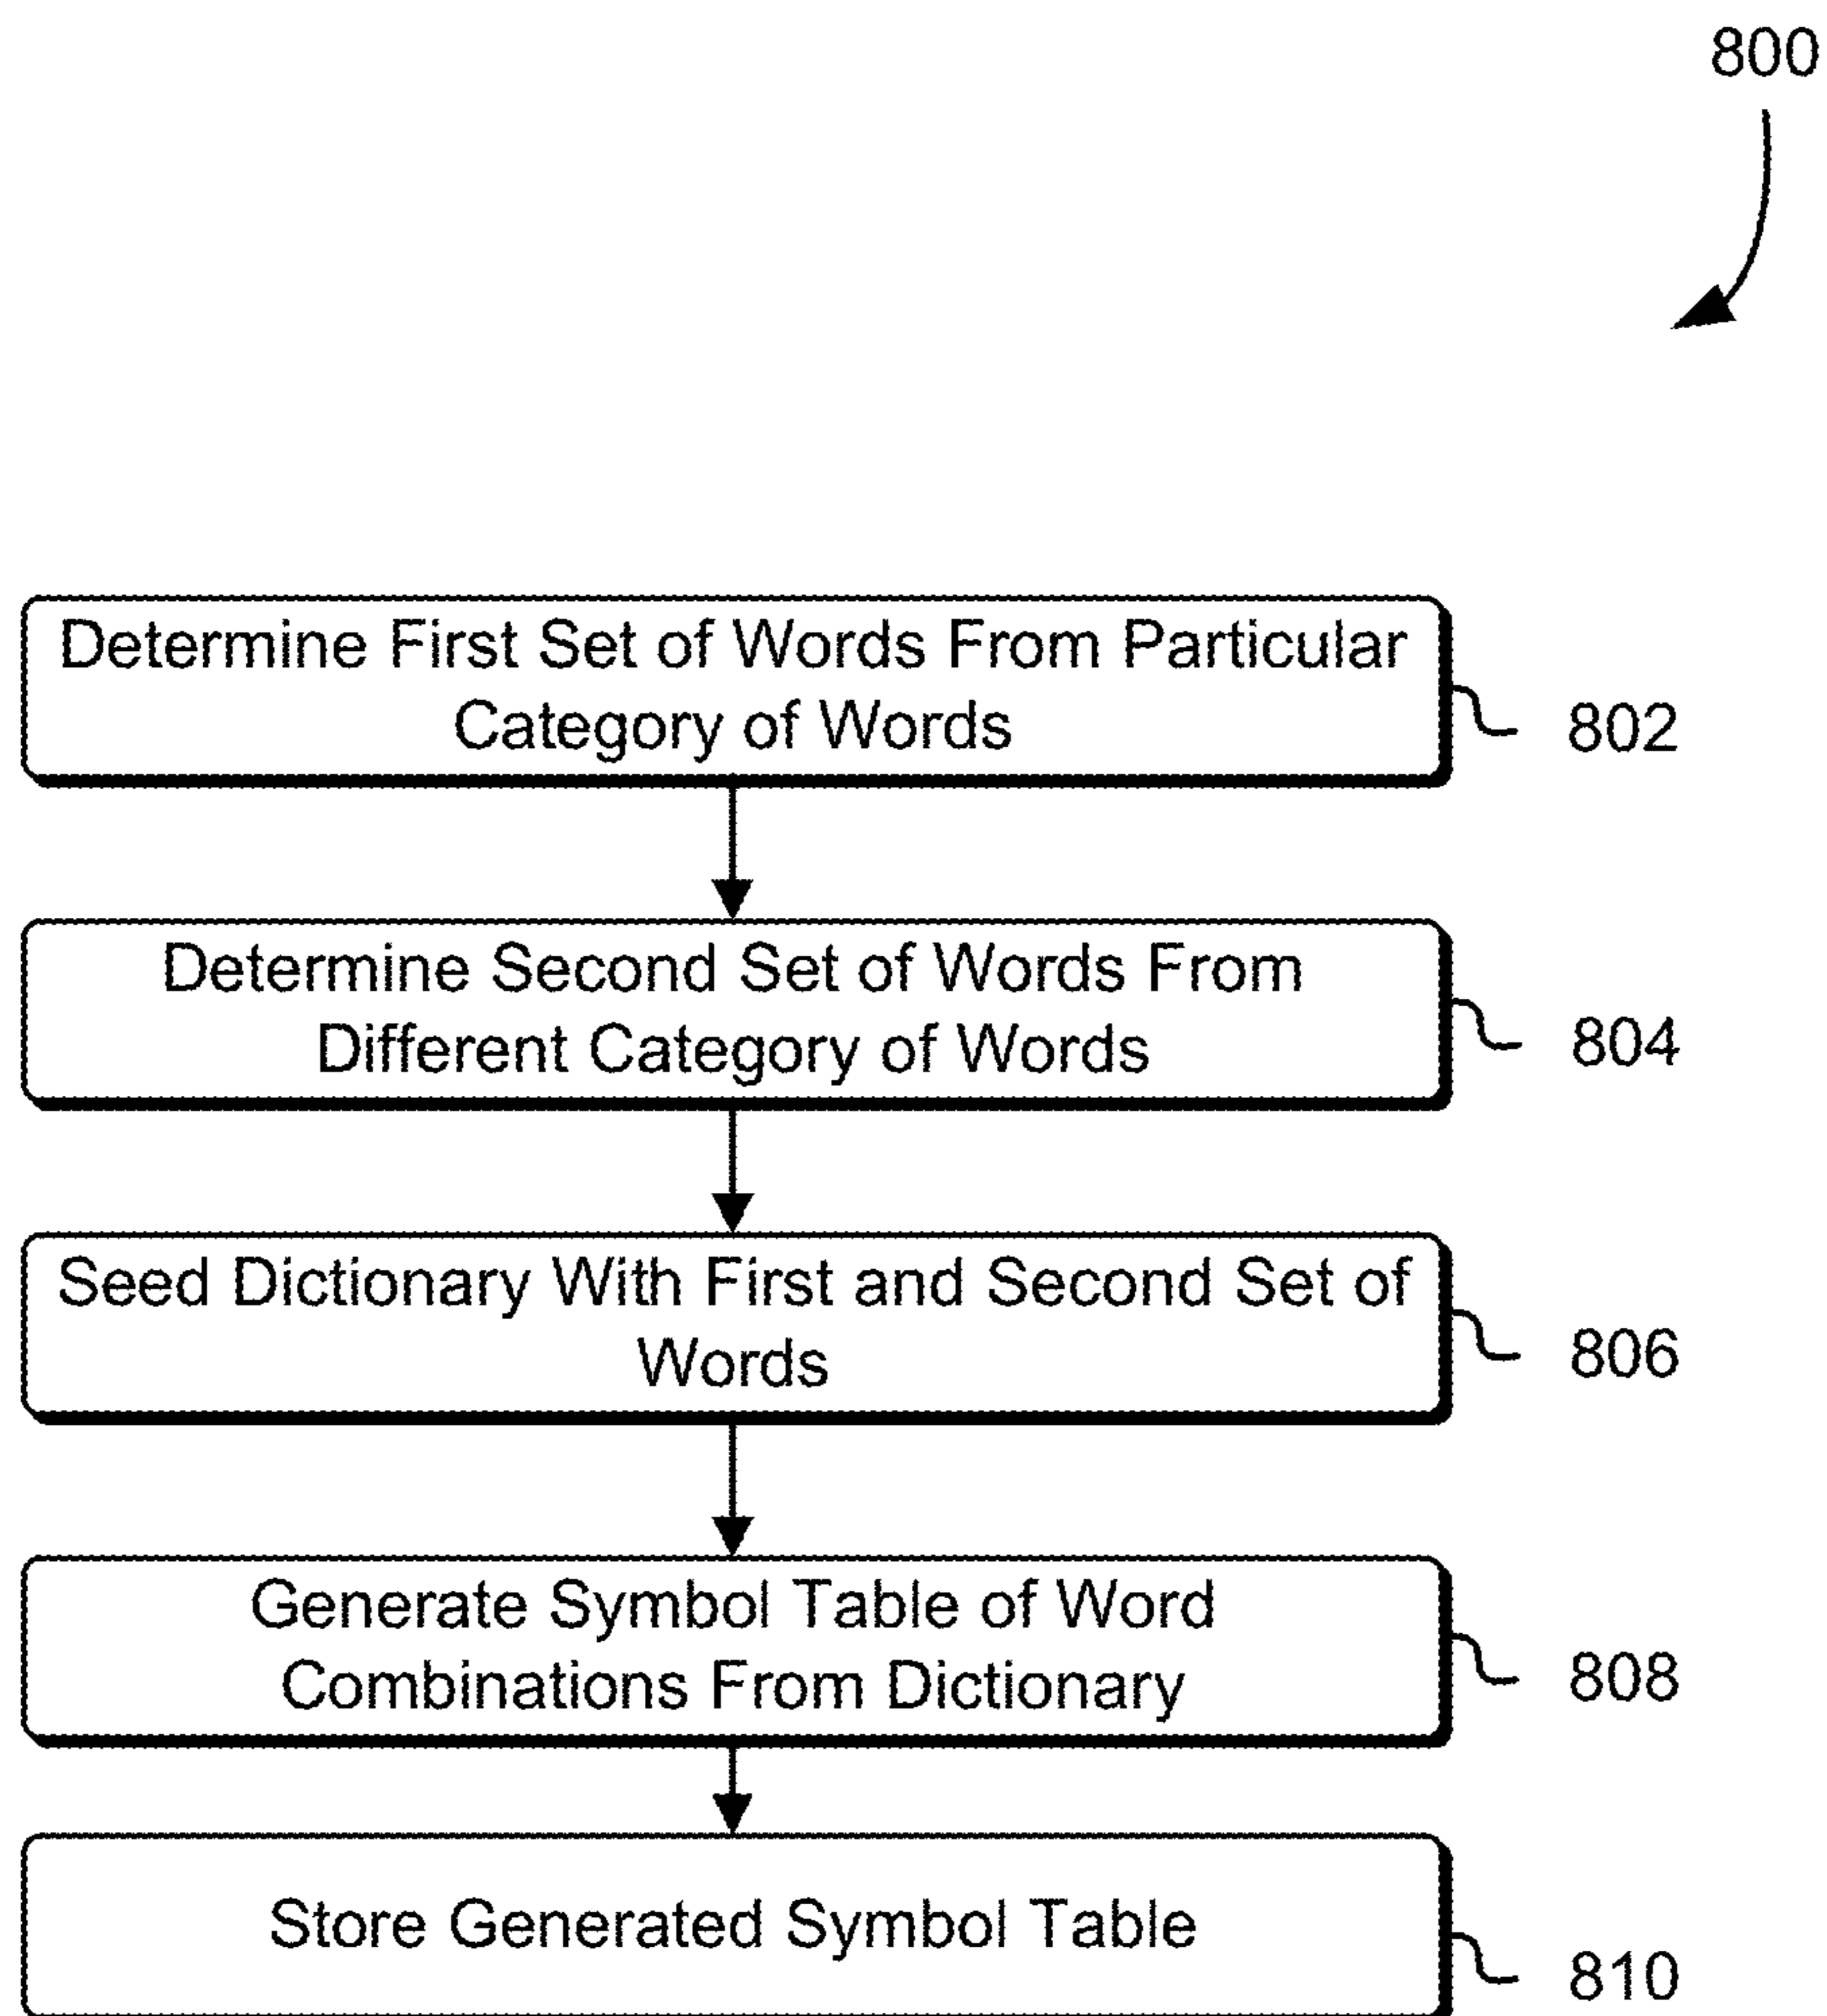 800
Determine First Set of Words From Particular
Category of Words
802
Determine Second Set of Words From
Different Category of Words
804
Seed Dictionary With First and Second Set of
Words
806
Generate Symbol Table of Word
Combinations From Dictionary
808
Store Generated Symbol Table
810